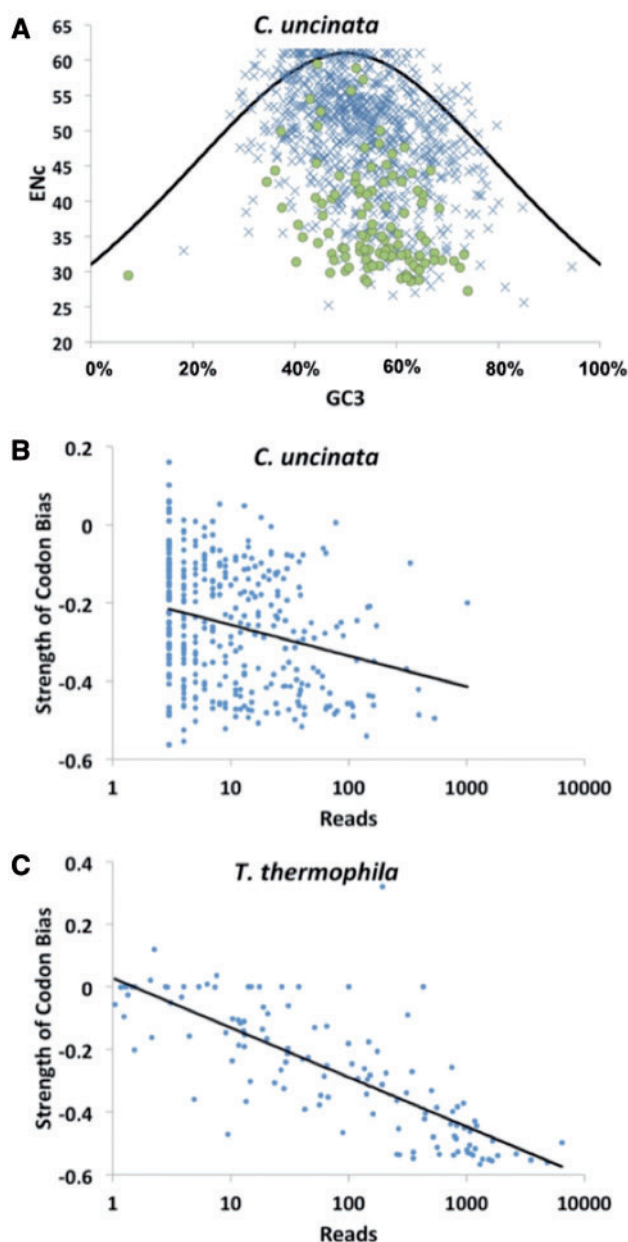 A
C. uncinata
65
60
55
50
45
40
35
30
25
20
ENc
0% 20% 40% 60% 80% 100%
GC3
B
C. uncinata
0.2
0
-0.2
-0.4
-0.6
Strength of Codon Bias
1 10 100 1000 10000
Reads
C
T. thermophila
0.4
0.2
0
-0.2
-0.4
-0.6
Strength of Codon Bias
1 10 100 1000 10000
Reads